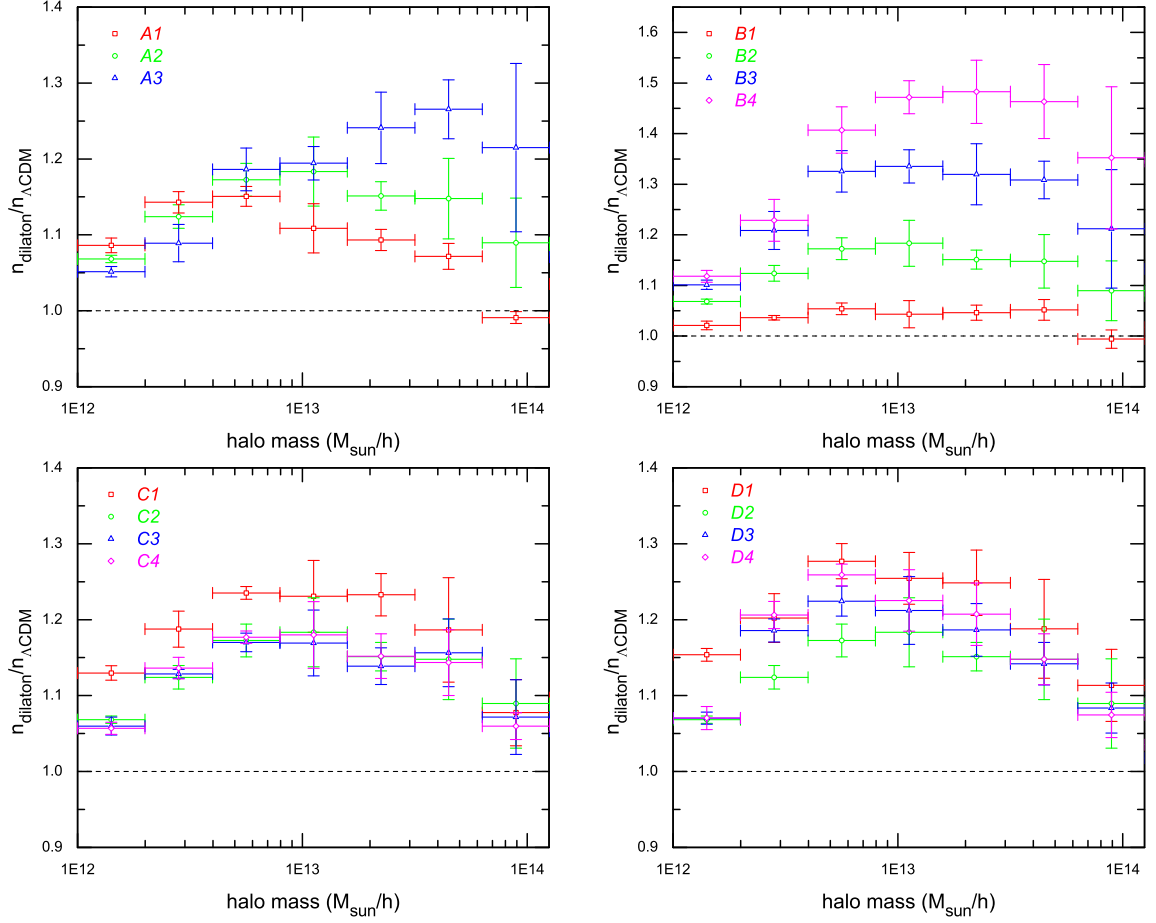 1.4
1.3
1.2
1.1
1.0
0.9
n_dilaton/n_ΛCDM
A1
A2
A3
1E12 1E13 1E14
halo mass (M_sun/h)
1.6
1.5
1.4
1.3
1.2
1.1
1.0
0.9
n_dilaton/n_ΛCDM
B1
B2
B3
B4
1E12 1E13 1E14
halo mass (M_sun/h)
1.4
1.3
1.2
1.1
1.0
0.9
n_dilaton/n_ΛCDM
C1
C2
C3
C4
1E12 1E13 1E14
halo mass (M_sun/h)
1.4
1.3
1.2
1.1
1.0
0.9
n_dilaton/n_ΛCDM
D1
D2
D3
D4
1E12 1E13 1E14
halo mass (M_sun/h)